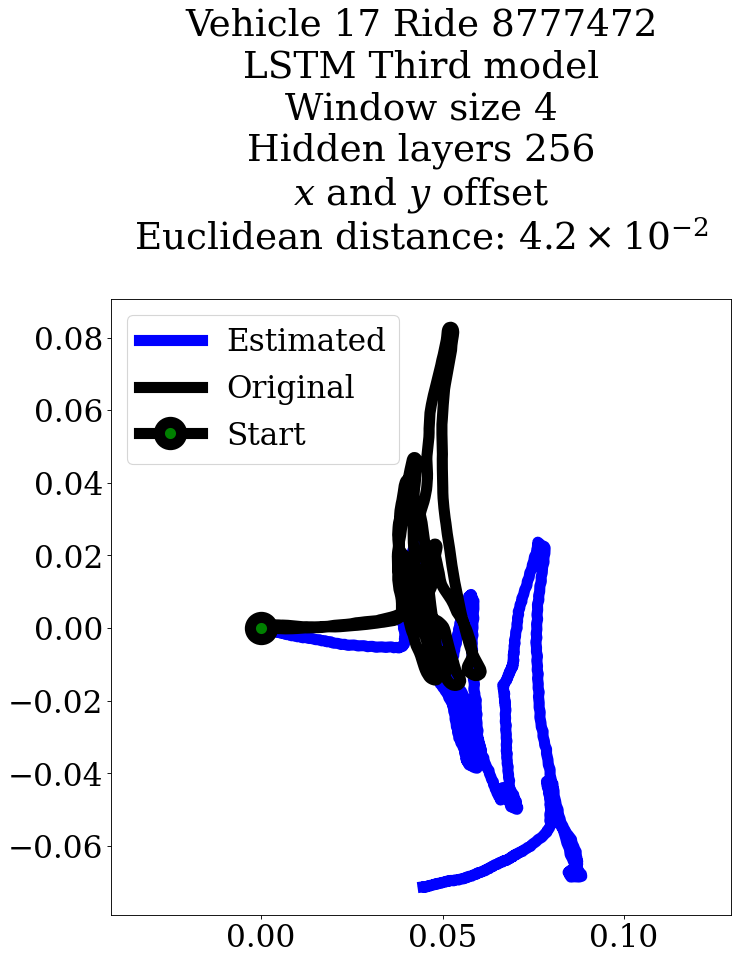 Vehicle 17 Ride 8777472
LSTM Third model
Window size 4
Hidden layers 256
x and y offset
Euclidean distance: 4.2 × 10⁻²
Estimated
Original
Start
0.08
0.06
0.04
0.02
0.00
−0.02
−0.04
−0.06
0.00 0.05 0.10